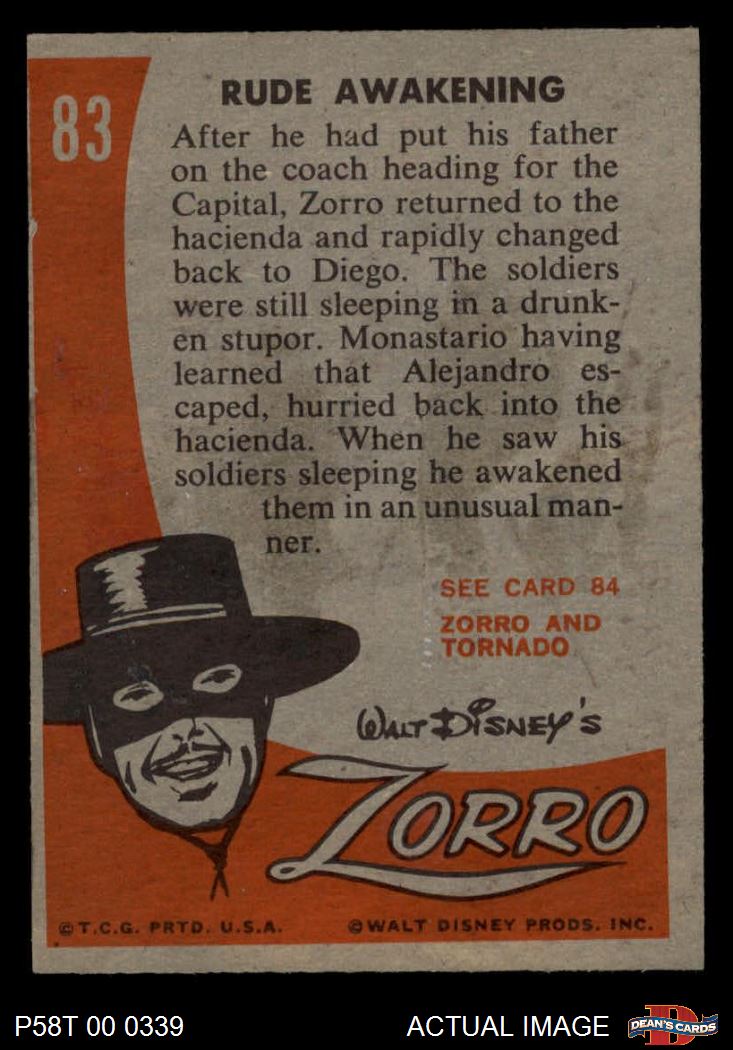 83
RUDE AWAKENING
After he had put his father
on the coach heading for the
Capital, Zorro returned to the
hacienda and rapidly changed
back to Diego. The soldiers
were still sleeping in a drunk-
en stupor. Monastario having
learned that Alejandro es-
caped, hurried back into the
hacienda. When he saw his
soldiers sleeping he awakened
them in an unusual man-
ner.
SEE CARD 84
ZORRO AND
TORNADO
WALT DISNEY'S
ZORRO
©T.C.G. PRTD. U.S.A.
©WALT DISNEY PRODS. INC.
P58T 00 0339
ACTUAL IMAGE
DEAN'S CARDS